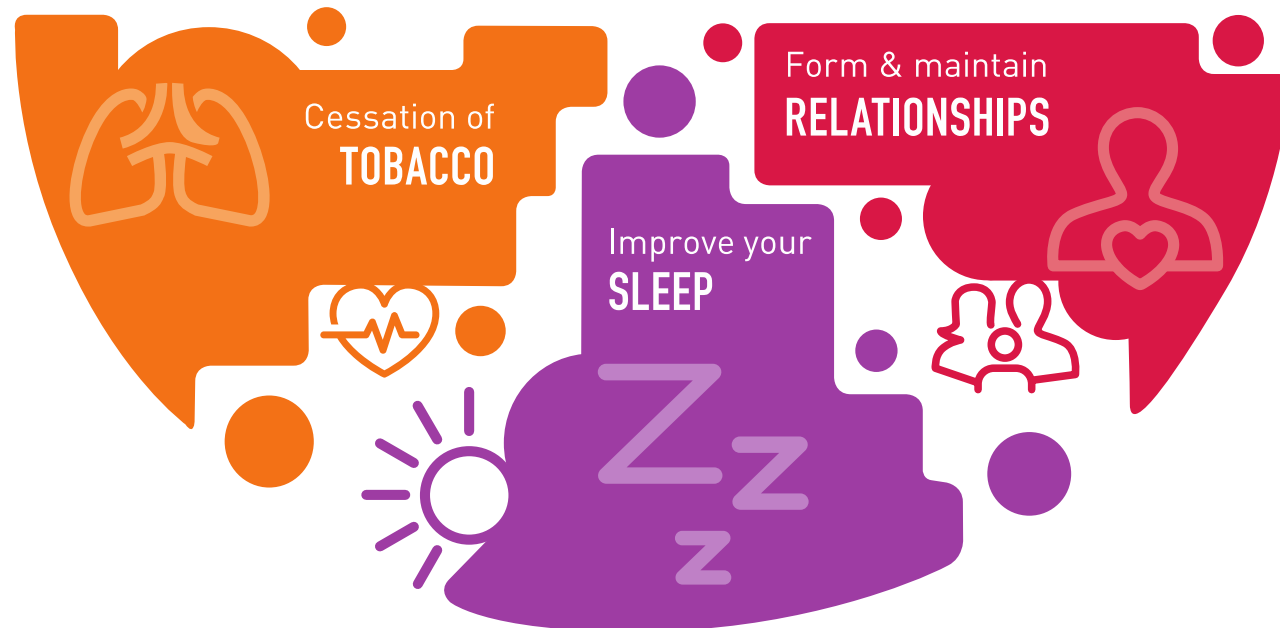 Cessation of
TOBACCO
Form & maintain
RELATIONSHIPS
Improve your
SLEEP
Z
z
z